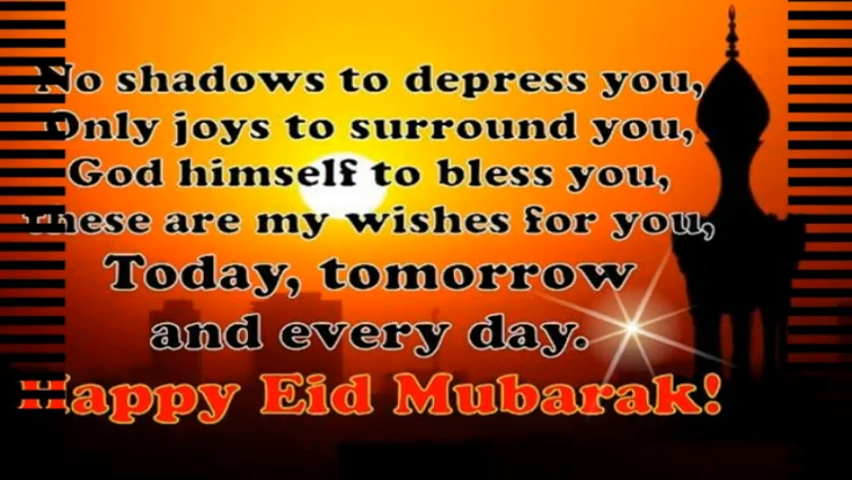 No shadows to depress you,
Only joys to surround you,
God himself to bless you,
These are my wishes for you,
Today, tomorrow
and every day.
Happy Eid Mubarak!